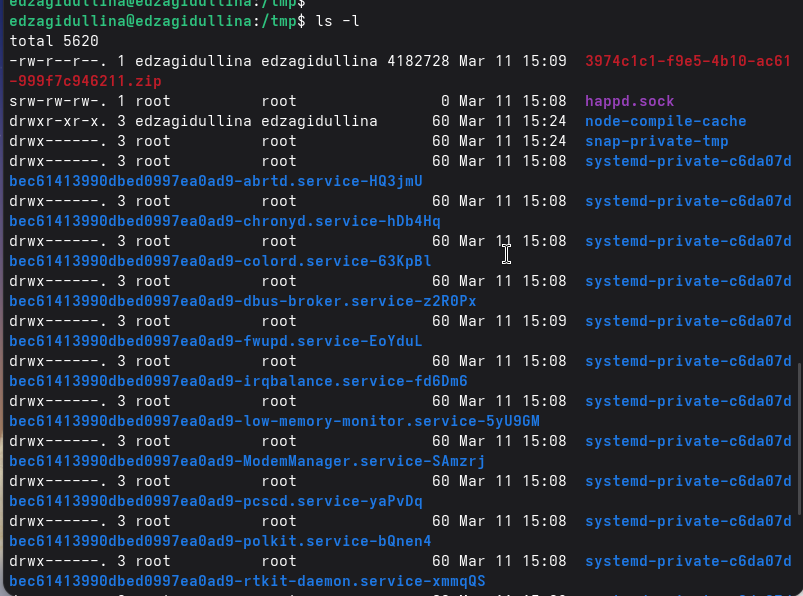 edzagidullina@edzagidullina:/tmp$
edzagidullina@edzagidullina:/tmp$ ls -l
total 5620
-rw-r--r--. 1 edzagidullina edzagidullina 4182728 Mar 11 15:09  3974c1c1-f9e5-4b10-ac61
-999f7c946211.zip
srw-rw-rw-. 1 root          root                0 Mar 11 15:08  happd.sock
drwxr-xr-x. 3 edzagidullina edzagidullina      60 Mar 11 15:24  node-compile-cache
drwx------. 3 root          root               60 Mar 11 15:24  snap-private-tmp
drwx------. 3 root          root               60 Mar 11 15:08  systemd-private-c6da07d
bec61413990dbed0997ea0ad9-abrtd.service-HQ3jmU
drwx------. 3 root          root               60 Mar 11 15:08  systemd-private-c6da07d
bec61413990dbed0997ea0ad9-chronyd.service-hDb4Hq
drwx------. 3 root          root               60 Mar 11 15:08  systemd-private-c6da07d
bec61413990dbed0997ea0ad9-colord.service-63KpBl
drwx------. 3 root          root               60 Mar 11 15:08  systemd-private-c6da07d
bec61413990dbed0997ea0ad9-dbus-broker.service-z2R0Px
drwx------. 3 root          root               60 Mar 11 15:09  systemd-private-c6da07d
bec61413990dbed0997ea0ad9-fwupd.service-EoYduL
drwx------. 3 root          root               60 Mar 11 15:08  systemd-private-c6da07d
bec61413990dbed0997ea0ad9-irqbalance.service-fd6Dm6
drwx------. 3 root          root               60 Mar 11 15:08  systemd-private-c6da07d
bec61413990dbed0997ea0ad9-low-memory-monitor.service-5yU9GM
drwx------. 3 root          root               60 Mar 11 15:08  systemd-private-c6da07d
bec61413990dbed0997ea0ad9-ModemManager.service-SAmzrj
drwx------. 3 root          root               60 Mar 11 15:08  systemd-private-c6da07d
bec61413990dbed0997ea0ad9-pcscd.service-yaPvDq
drwx------. 3 root          root               60 Mar 11 15:08  systemd-private-c6da07d
bec61413990dbed0997ea0ad9-polkit.service-bQnen4
drwx------. 3 root          root               60 Mar 11 15:08  systemd-private-c6da07d
bec61413990dbed0997ea0ad9-rtkit-daemon.service-xmmqQS